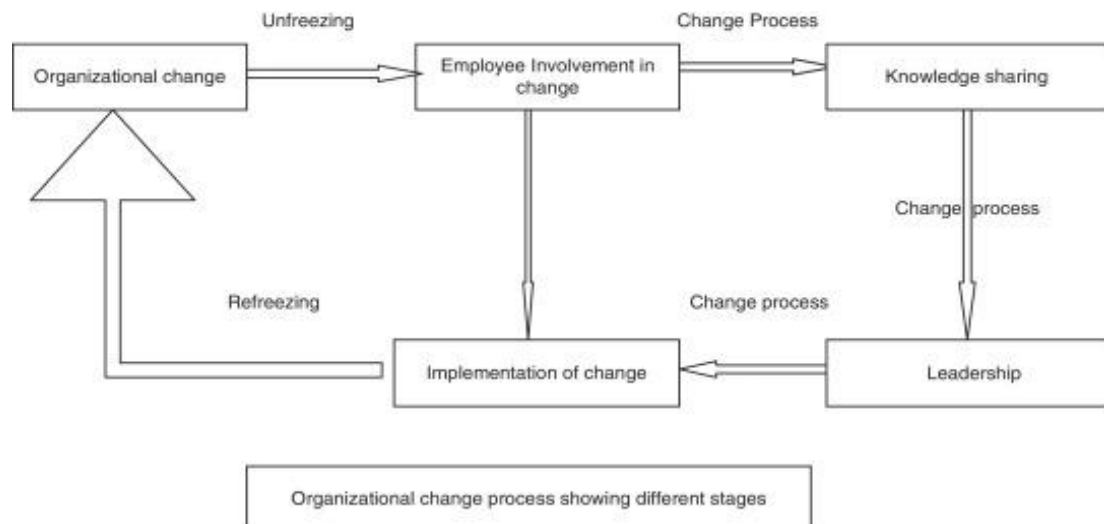 Unfreezing
Change Process
Organizational change
Employee Involvement in
change
Knowledge sharing
Change process
Refreezing
Change process
Implementation of change
Leadership
Organizational change process showing different stages